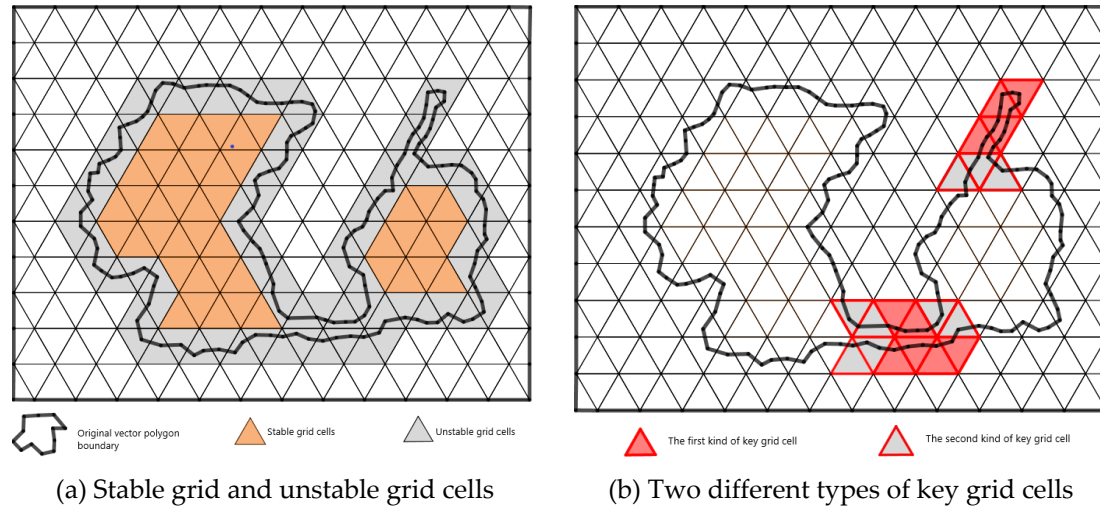 Original vector polygon
boundary
Stable grid cells
Unstable grid cells
The first kind of key grid cell
The second kind of key grid cell
(a) Stable grid and unstable grid cells
(b) Two different types of key grid cells